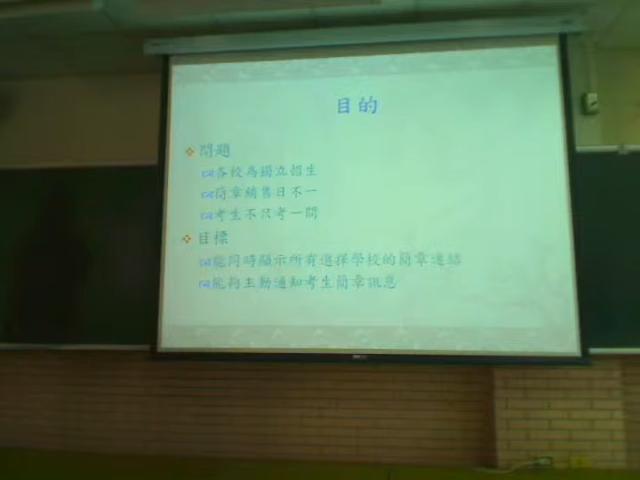 目的
問題
各校為獨立招生
簡章銷售日不一
考生不只考一間
目標
能同時顯示所有選擇學校的簡章連結
能夠主動通知考生簡章訊息